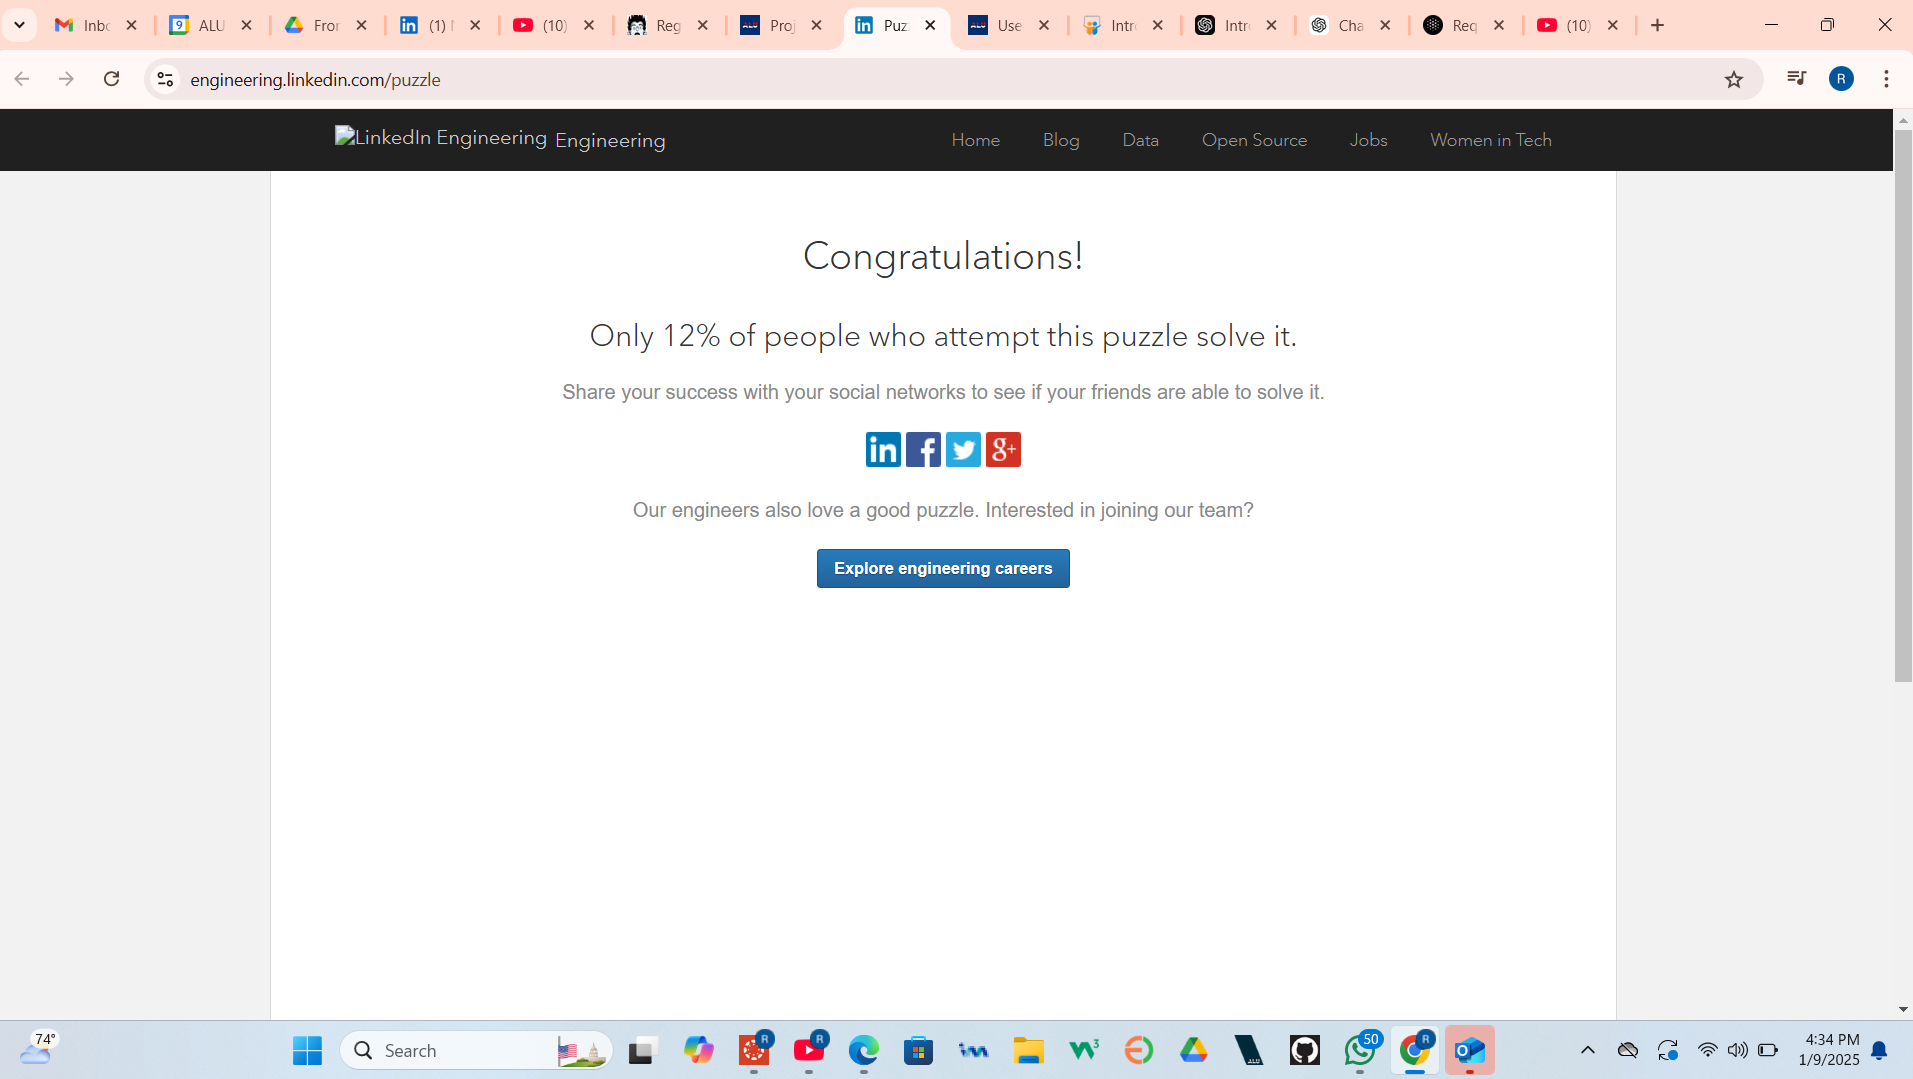 Inbc
ALU
Fror
(1) N
(10)
Reg
Proj
Puz
Use
Intr
Intr
Cha
Req
(10)
engineering.linkedin.com/puzzle
R
LinkedIn Engineering Engineering
Home Blog Data Open Source Jobs Women in Tech
Congratulations!
Only 12% of people who attempt this puzzle solve it.
Share your success with your social networks to see if your friends are able to solve it.
Our engineers also love a good puzzle. Interested in joining our team?
Explore engineering careers
74°
Search
50
4:34 PM
1/9/2025